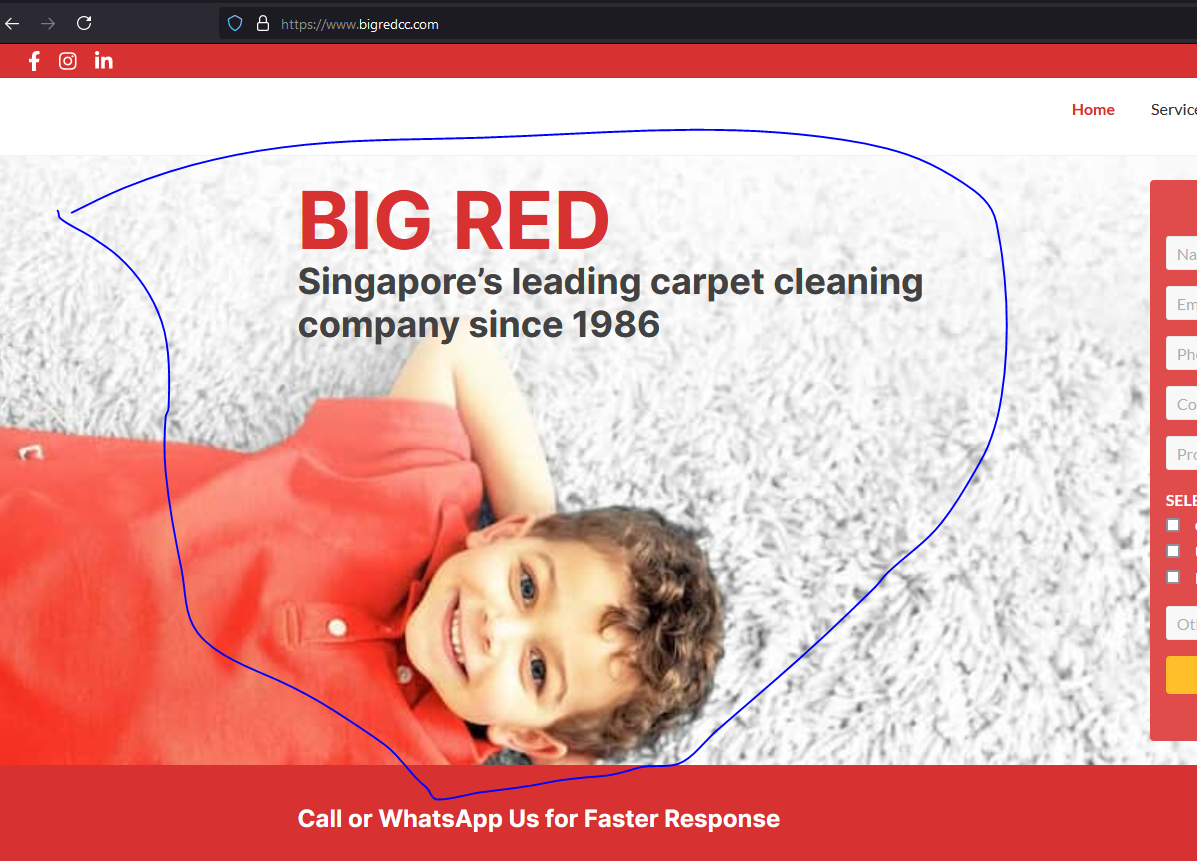 https://www.bigredcc.com
Home
BIG RED
Singapore's leading carpet cleaning
company since 1986
Call or WhatsApp Us for Faster Response